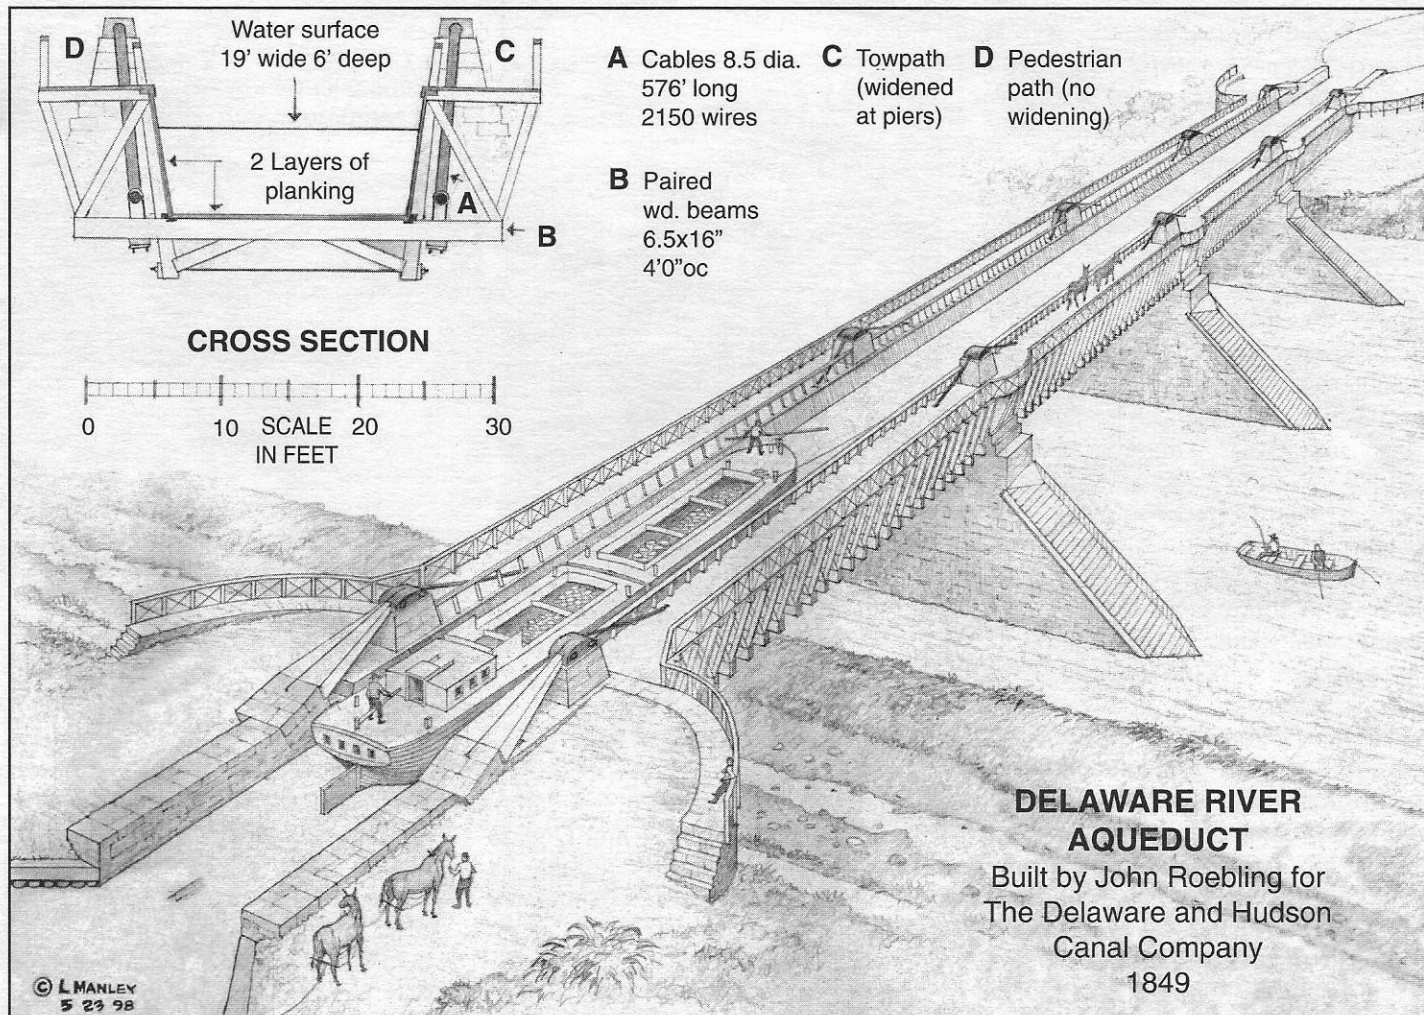 D
Water surface
19' wide 6' deep
C
2 Layers of
planking
A
B
CROSS SECTION
0 10 20 30
SCALE
IN FEET
A Cables 8.5 dia.
576' long
2150 wires
B Paired
wd. beams
6.5x16"
4'0"oc
C Towpath
(widened
at piers)
D Pedestrian
path (no
widening)
DELAWARE RIVER
AQUEDUCT
Built by John Roebling for
The Delaware and Hudson
Canal Company
1849
© L MANLEY
5 23 98